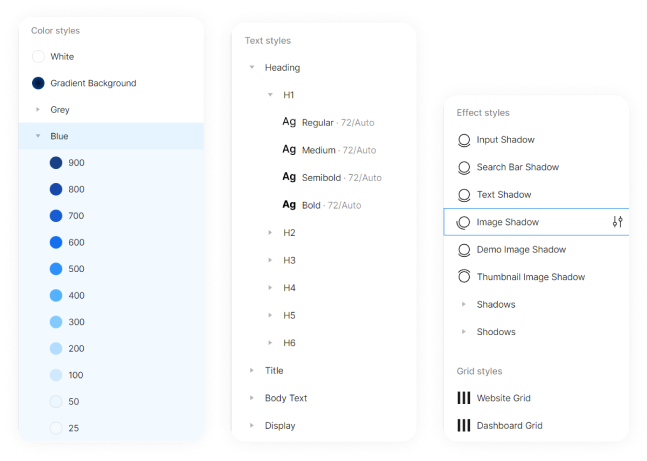 Color styles
White
Gradient Background
Grey
Blue
900
800
700
600
500
400
300
200
100
50
25
Text styles
Heading
H1
Ag Regular · 72/Auto
Ag Medium · 72/Auto
Ag Semibold · 72/Auto
Ag Bold · 72/Auto
H2
H3
H4
H5
H6
Title
Body Text
Display
Effect styles
Input Shadow
Search Bar Shadow
Text Shadow
Image Shadow
Demo Image Shadow
Thumbnail Image Shadow
Shadows
Shodows
Grid styles
Website Grid
Dashboard Grid